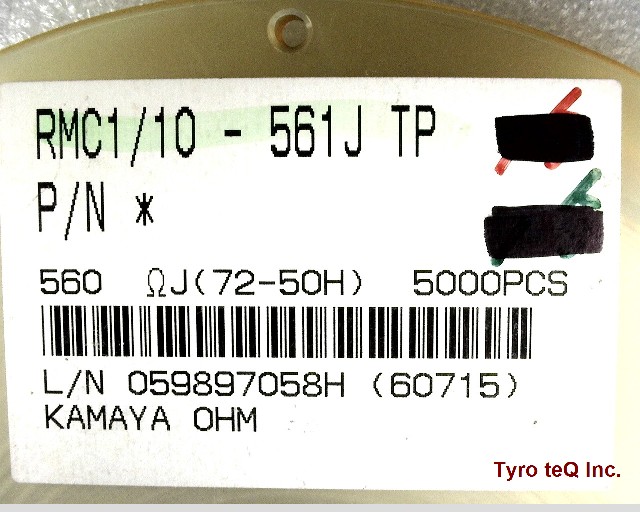 RMC1/10 - 561J TP
P/N *
560 ΩJ(72-50H) 5000PCS
L/N 059897058H (60715)
KAMAYA OHM
Tyro teQ Inc.